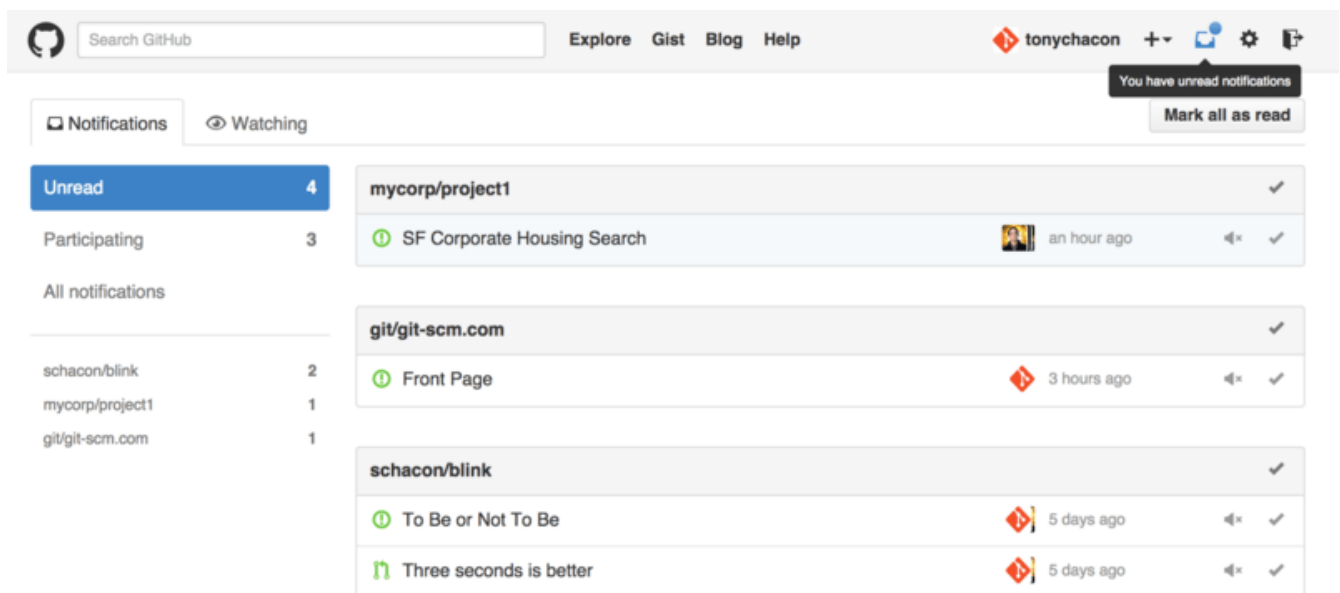 Search GitHub Explore Gist Blog Help tonychacon
You have unread notifications
Notifications Watching Mark all as read
Unread 4
Participating 3
All notifications
schacon/blink 2
mycorp/project1 1
git/git-scm.com 1
mycorp/project1
SF Corporate Housing Search an hour ago
git/git-scm.com
Front Page 3 hours ago
schacon/blink
To Be or Not To Be 5 days ago
Three seconds is better 5 days ago